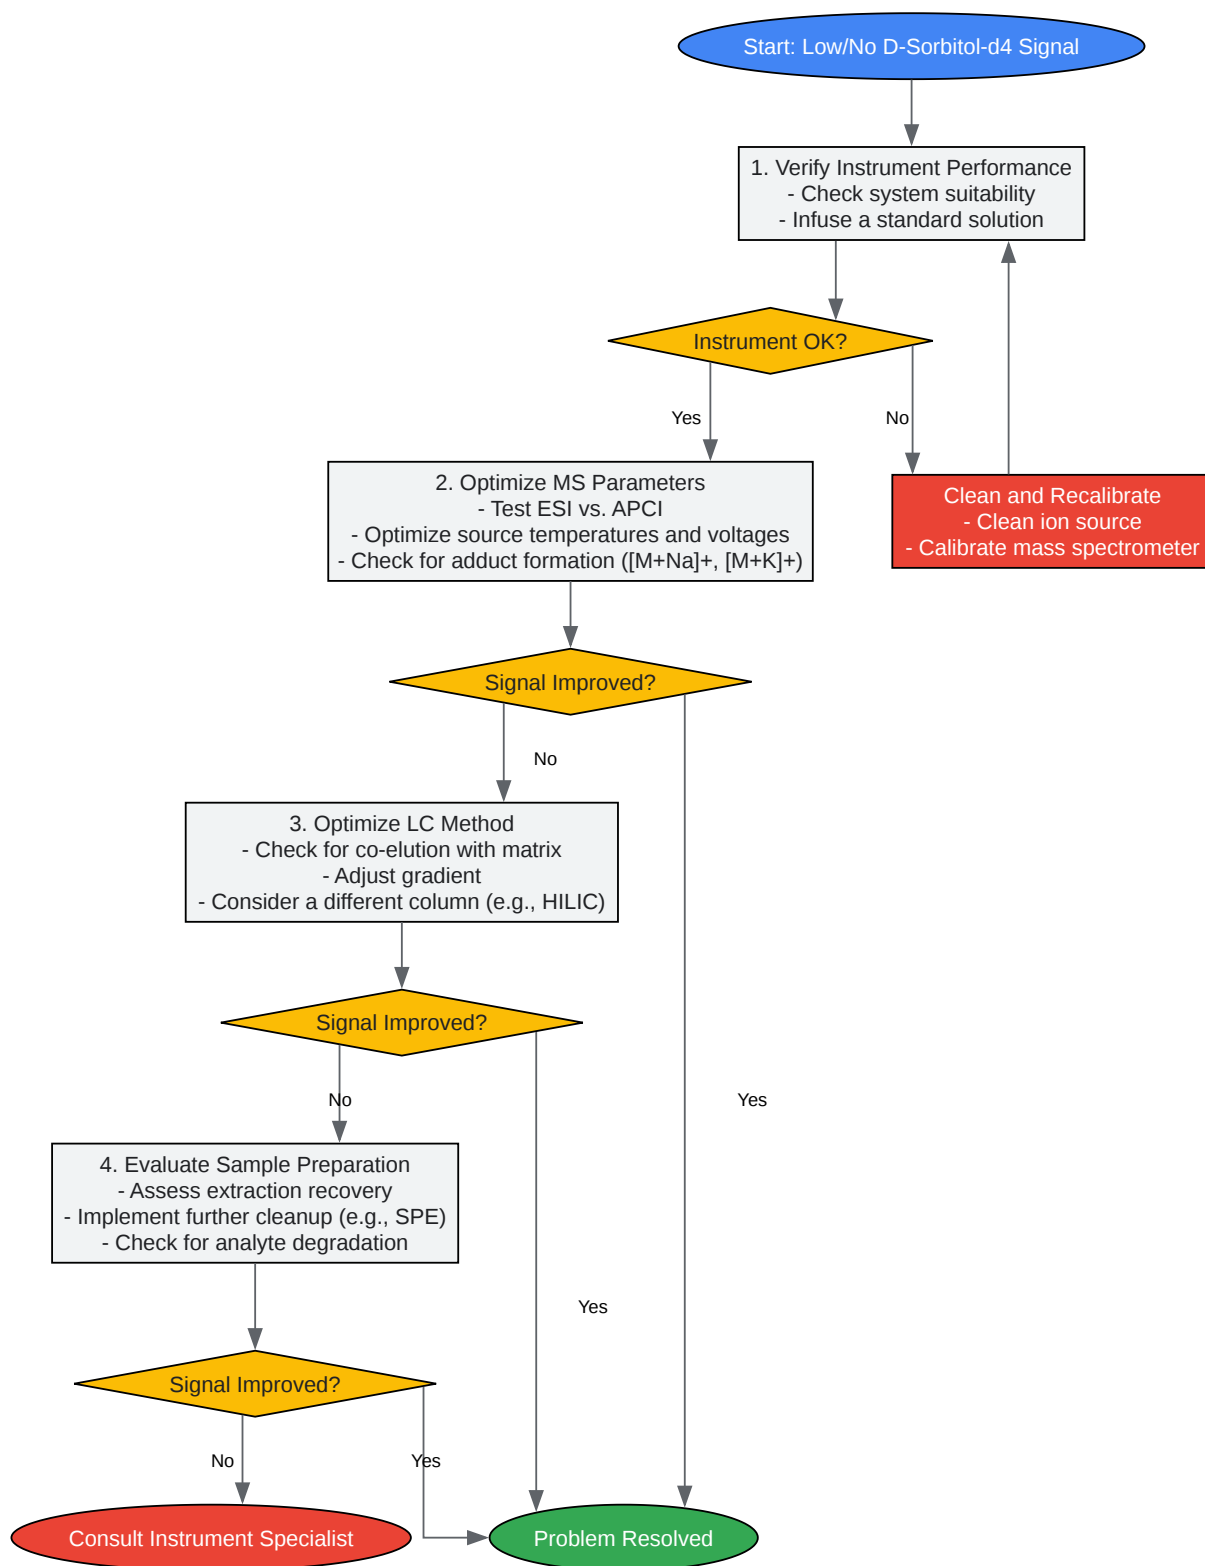 Start: Low/No D-Sorbitol-d4 Signal
1. Verify Instrument Performance
- Check system suitability
- Infuse a standard solution
Instrument OK?
Yes
No
2. Optimize MS Parameters
- Test ESI vs. APCI
- Optimize source temperatures and voltages
- Check for adduct formation ([M+Na]+, [M+K]+)
Clean and Recalibrate
- Clean ion source
- Calibrate mass spectrometer
Signal Improved?
No
3. Optimize LC Method
- Check for co-elution with matrix
- Adjust gradient
- Consider a different column (e.g., HILIC)
Signal Improved?
No
Yes
4. Evaluate Sample Preparation
- Assess extraction recovery
- Implement further cleanup (e.g., SPE)
- Check for analyte degradation
Yes
Signal Improved?
No
Yes
Consult Instrument Specialist
Problem Resolved